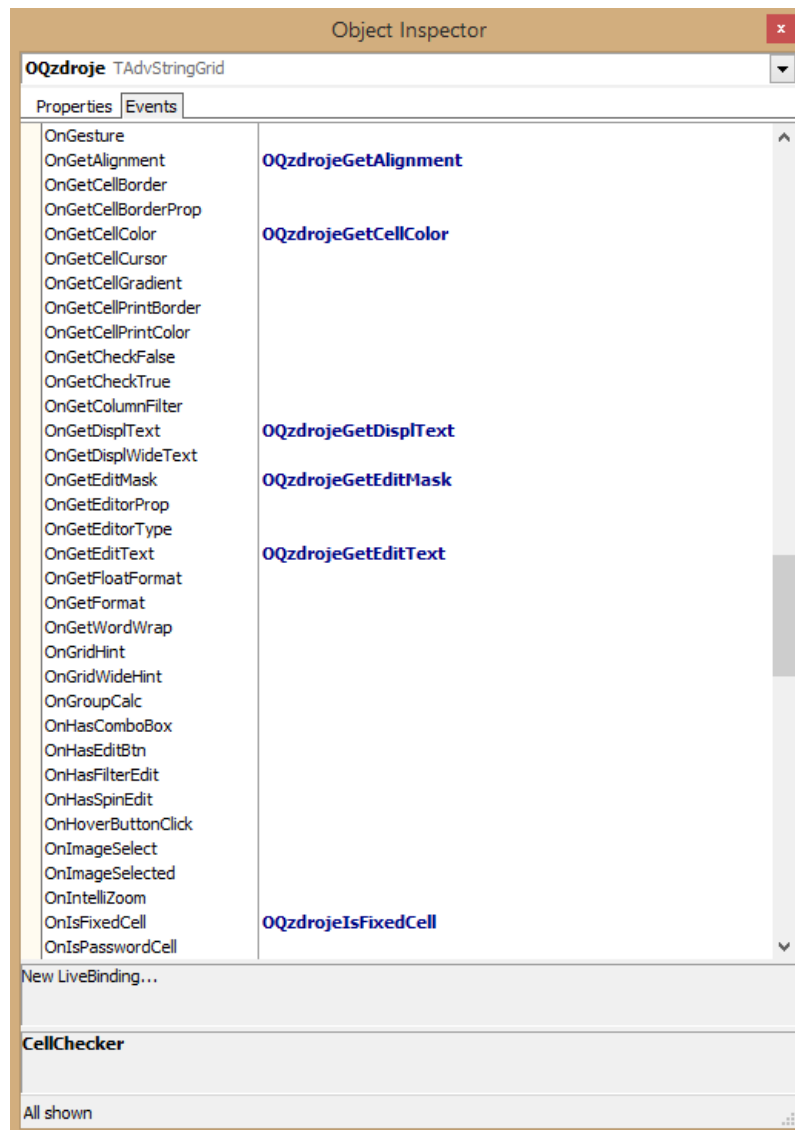 Object Inspector
x
OQzdroje TAdvStringGrid
Properties Events
OnGesture
OnGetAlignment OQzdrojeGetAlignment
OnGetCellBorder
OnGetCellBorderProp
OnGetCellColor OQzdrojeGetCellColor
OnGetCellCursor
OnGetCellGradient
OnGetCellPrintBorder
OnGetCellPrintColor
OnGetCheckFalse
OnGetCheckTrue
OnGetColumnFilter
OnGetDisplText OQzdrojeGetDisplText
OnGetDisplWideText
OnGetEditMask OQzdrojeGetEditMask
OnGetEditorProp
OnGetEditorType
OnGetEditText OQzdrojeGetEditText
OnGetFloatFormat
OnGetFormat
OnGetWordWrap
OnGridHint
OnGridWideHint
OnGroupCalc
OnHasComboBox
OnHasEditBtn
OnHasFilterEdit
OnHasSpinEdit
OnHoverButtonClick
OnImageSelect
OnImageSelected
OnIntelliZoom
OnIsFixedCell OQzdrojeIsFixedCell
OnIsPasswordCell
New LiveBinding...
CellChecker
All shown